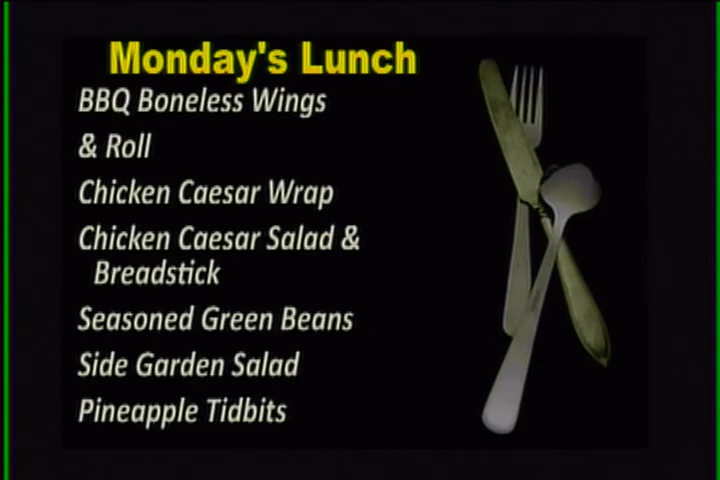 Monday's Lunch
BBQ Boneless Wings
& Roll
Chicken Caesar Wrap
Chicken Caesar Salad &
Breadstick
Seasoned Green Beans
Side Garden Salad
Pineapple Tidbits